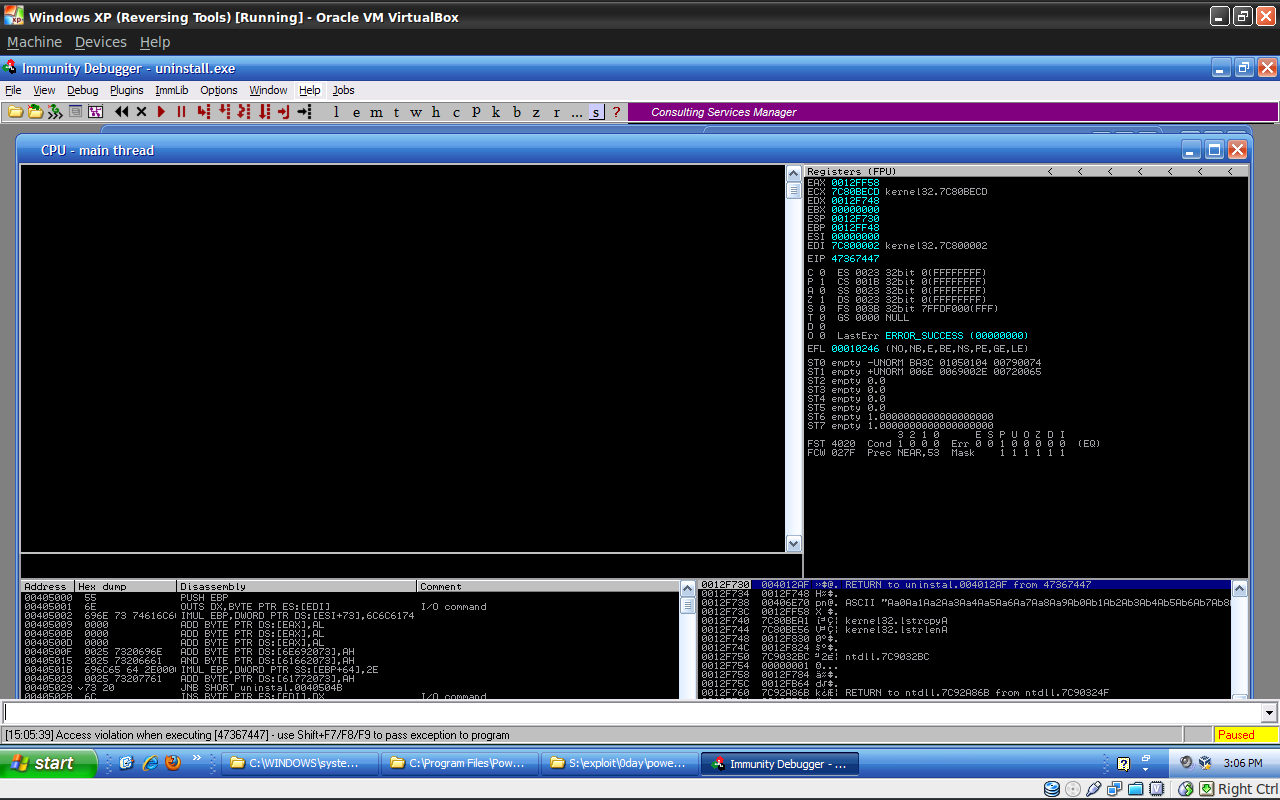 Windows XP (Reversing Tools) [Running] - Oracle VM VirtualBox
Machine Devices Help
Immunity Debugger - uninstall.exe
File View Debug Plugins ImmLib Options Window Help Jobs
l e m t w h c P k b z r ... s ?
Consulting Services Manager
CPU - main thread
Registers (FPU) < < < < < < <
EAX 0012FF58
ECX 7C80BECD kernel32.7C80BECD
EDX 0012F748
EBX 00000000
ESP 0012F730
EBP 0012FF48
ESI 00000000
EDI 7C800002 kernel32.7C800002
EIP 47367447
C 0 ES 0023 32bit 0(FFFFFFFF)
P 1 CS 001B 32bit 0(FFFFFFFF)
A 0 SS 0023 32bit 0(FFFFFFFF)
Z 1 DS 0023 32bit 0(FFFFFFFF)
S 0 FS 003B 32bit 7FFDF000(FFF)
T 0 GS 0000 NULL
D 0
O 0 LastErr ERROR_SUCCESS (00000000)
EFL 00010246 (NO,NB,E,BE,NS,PE,GE,LE)
ST0 empty -UNORM BA3C 01050104 00790074
ST1 empty +UNORM 006E 0069002E 00720065
ST2 empty 0.0
ST3 empty 0.0
ST4 empty 0.0
ST5 empty 0.0
ST6 empty 1.0000000000000000000
ST7 empty 1.0000000000000000000
3 2 1 0 E S P U O Z D I
FST 4020 Cond 1 0 0 0 Err 0 0 1 0 0 0 0 0 (EQ)
FCW 027F Prec NEAR,53 Mask 1 1 1 1 1 1
Address Hex dump Disassembly Comment
00405000 55 PUSH EBP
00405001 6E OUTS DX,BYTE PTR ES:[EDI] I/O command
00405002 696E 73 74616C6 IMUL EBP,DWORD PTR DS:[ESI+73],6C6C6174
00405009 0000 ADD BYTE PTR DS:[EAX],AL
0040500B 0000 ADD BYTE PTR DS:[EAX],AL
0040500D 0000 ADD BYTE PTR DS:[EAX],AL
0040500F 0025 7320696E ADD BYTE PTR DS:[6E692073],AH
00405015 2025 73206661 AND BYTE PTR DS:[61662073],AH
0040501B 696C65 64 2E000 IMUL EBP,DWORD PTR SS:[EBP+64],2E
00405023 0025 73207761 ADD BYTE PTR DS:[61772073],AH
00405029 73 20 JNB SHORT uninstal.0040504B
0040502B 6C INS BYTE PTR ES:[EDI],DX I/O command
0012F730 004012AF RETURN to uninstal.004012AF from 47367447
0012F734 0012F748
0012F738 00406E70 pn@. ASCII "Aa0Aa1Aa2Aa3Aa4Aa5Aa6Aa7Aa8Aa9Ab0Ab1Ab2Ab3Ab4Ab5Ab6Ab7Ab8
0012F73C 0012FF58
0012F740 7C80BEA1 kernel32.lstrcpyA
0012F744 7C80BE56 kernel32.lstrlenA
0012F748 0012F830
0012F74C 0012F824
0012F750 7C9032BC ntdll.7C9032BC
0012F754 00000001
0012F758 0012F784
0012F75C 0012FB64
0012F760 7C92A86B RETURN to ntdll.7C92A86B from ntdll.7C90324F
[15:05:39] Access violation when executing [47367447] - use Shift+F7/F8/F9 to pass exception to program
Paused
start
C:\WINDOWS\syste...
C:\Program Files\Pow...
S:\exploit\0day\powe...
Immunity Debugger - ...
3:06 PM
Right Ctrl